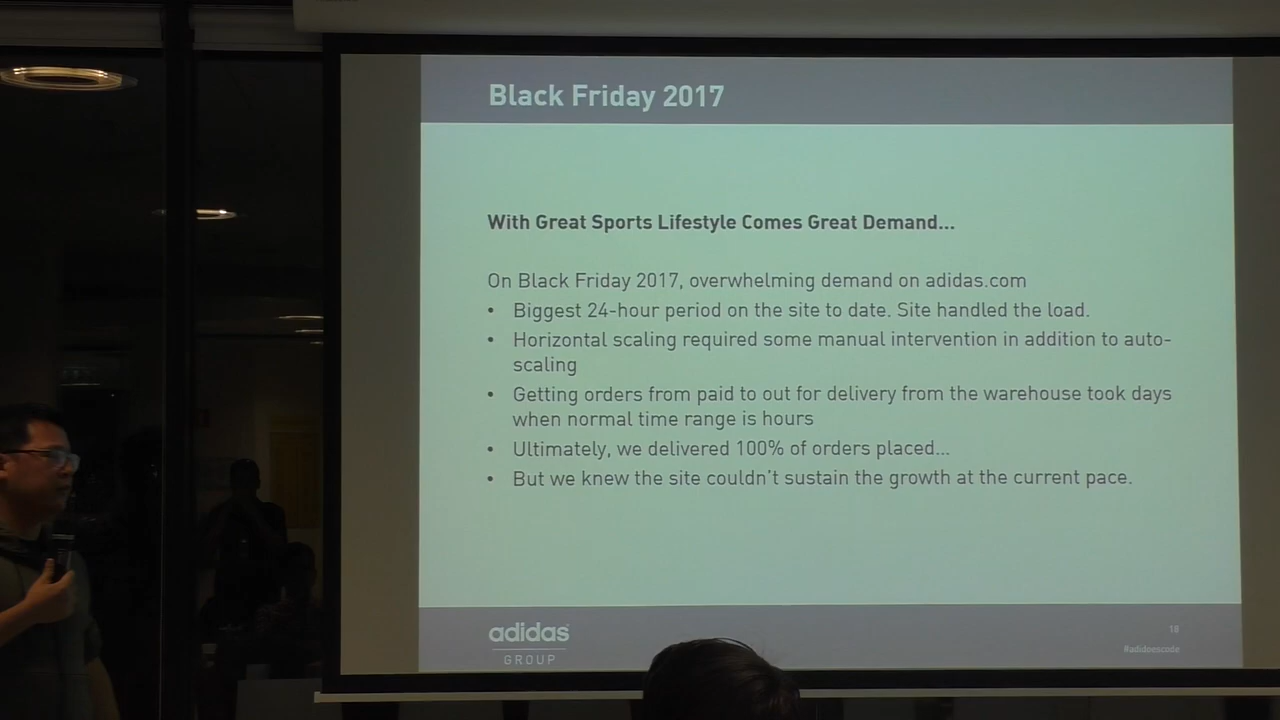 Black Friday 2017
With Great Sports Lifestyle Comes Great Demand...
On Black Friday 2017, overwhelming demand on adidas.com
• Biggest 24-hour period on the site to date. Site handled the load.
• Horizontal scaling required some manual intervention in addition to auto-
scaling
• Getting orders from paid to out for delivery from the warehouse took days
when normal time range is hours
• Ultimately, we delivered 100% of orders placed...
• But we knew the site couldn't sustain the growth at the current pace.
adidas
GROUP
18
#adidoescode